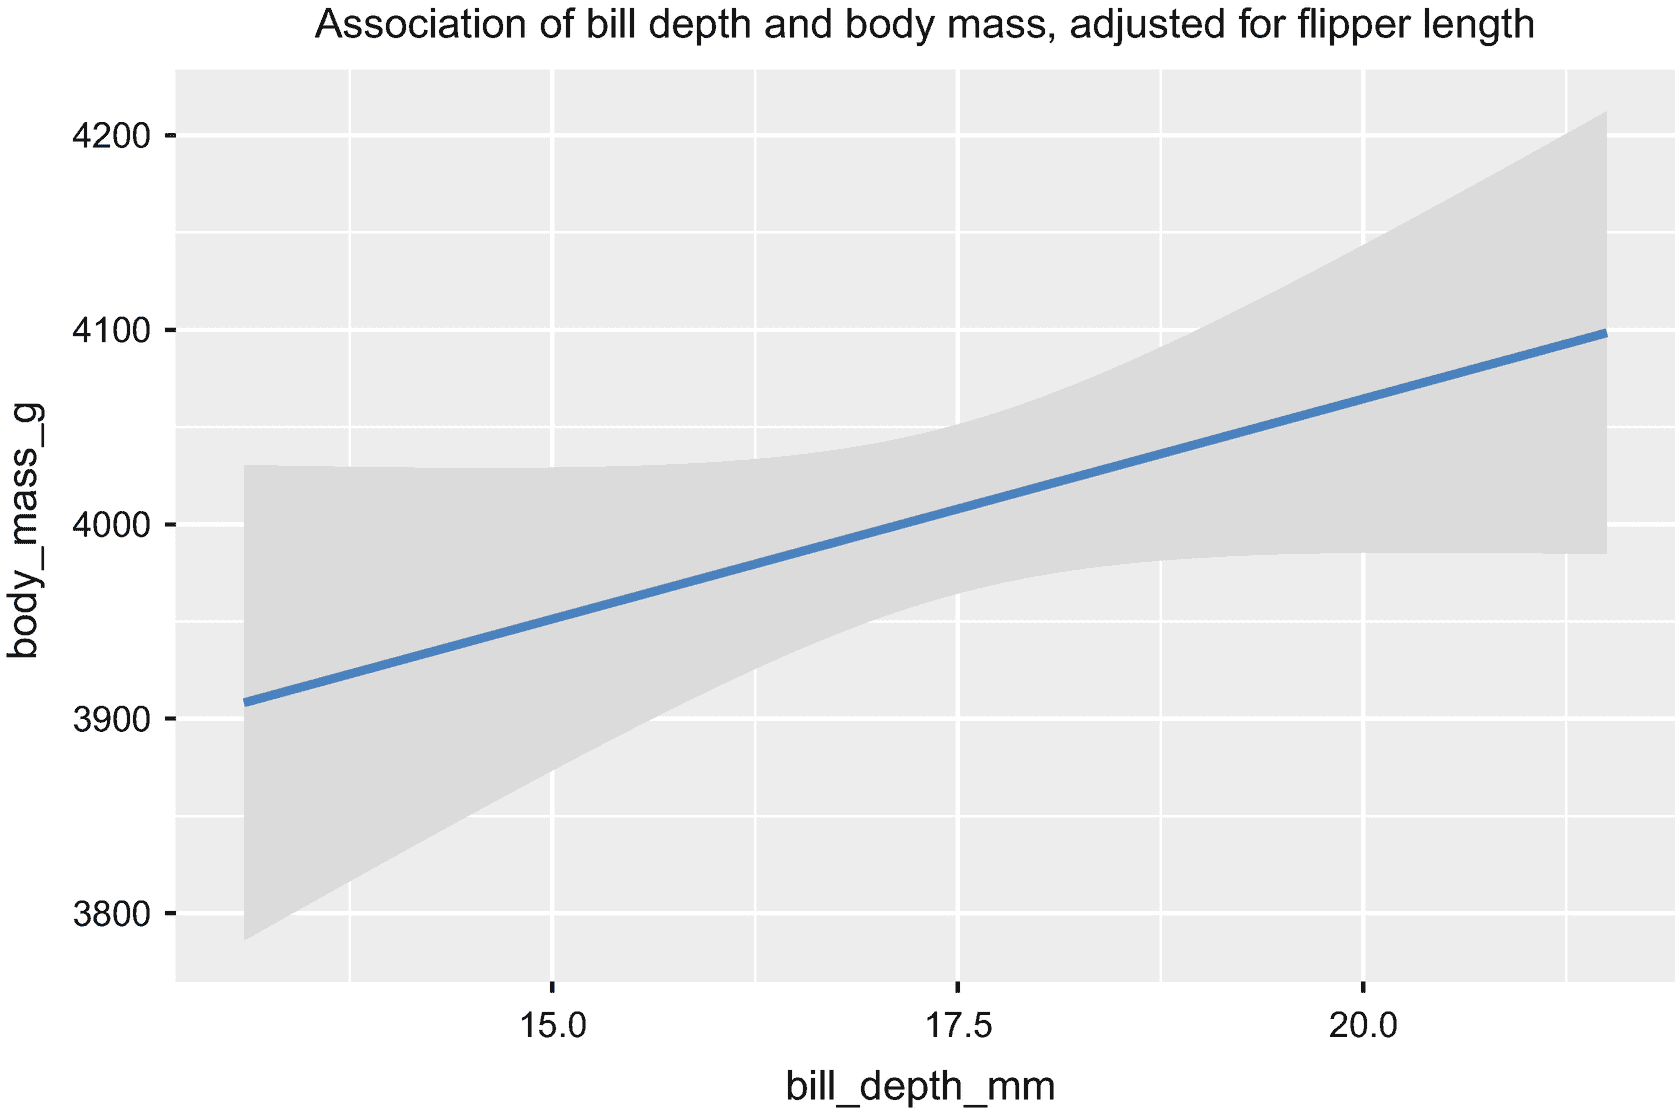 Association of bill depth and body mass, adjusted for flipper length
4200
4100
4000
3900
3800
body_mass_g
15.0 17.5 20.0
bill_depth_mm